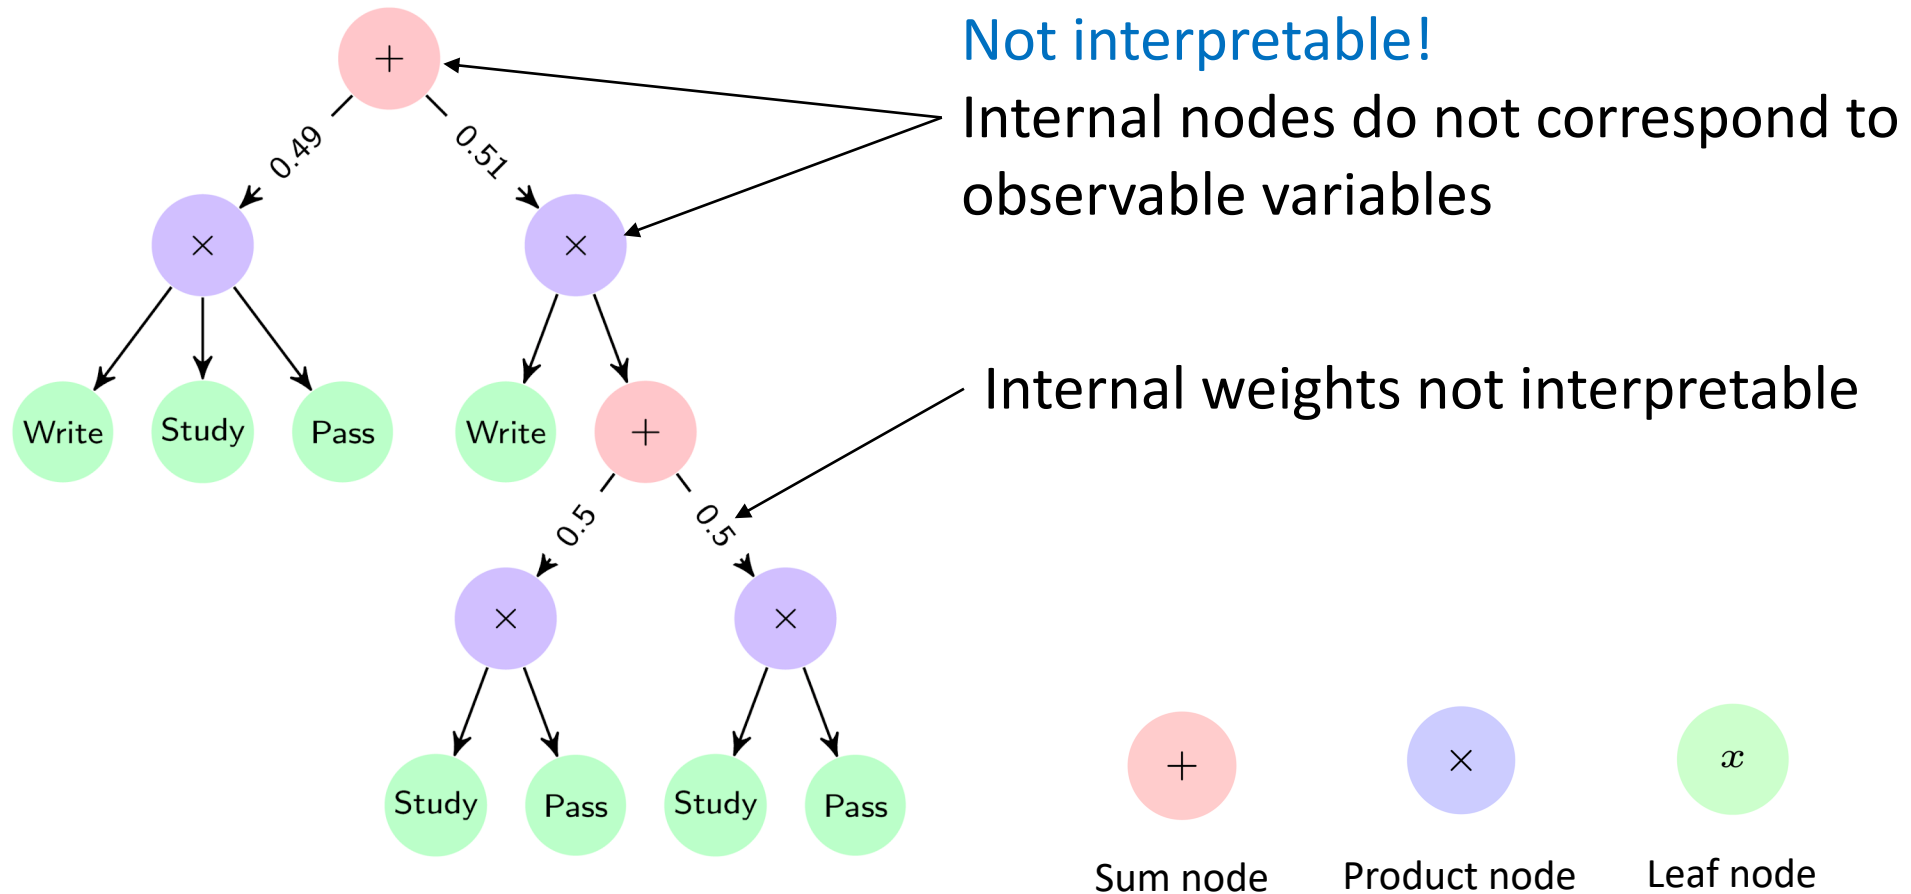 Not interpretable!
Internal nodes do not correspond to
observable variables
+
0.49
0.51
×
×
Internal weights not interpretable
Write
Study
Pass
Write
+
0.5
0.5
×
×
Study
Pass
Study
Pass
+
×
x
Sum node
Product node
Leaf node